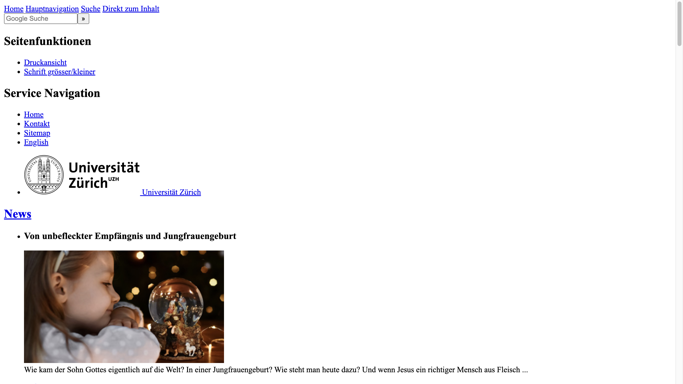 Home Hauptnavigation Suche Direkt zum Inhalt
Google Suche »
Seitenfunktionen
Druckansicht
Schrift grösser/kleiner
Service Navigation
Home
Kontakt
Sitemap
English
Universität
Zürich UZH
Universität Zürich
News
Von unbefleckter Empfängnis und Jungfrauengeburt
Wie kam der Sohn Gottes eigentlich auf die Welt? In einer Jungfrauengeburt? Wie steht man heute dazu? Und wenn Jesus ein richtiger Mensch aus Fleisch ...